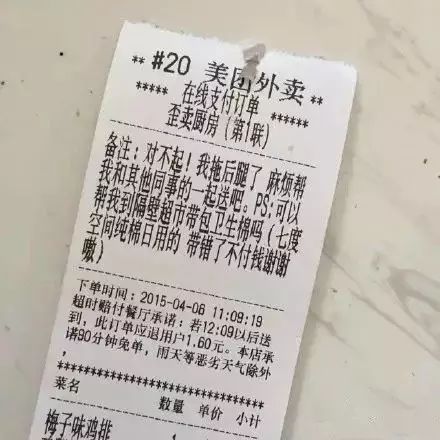 ** #20 美团外卖 **
***** 在线支付订单 ******
歪卖厨房（第1联）
备注：对不起！我拖后腿了 麻烦帮
我和其他同事的一起送吧。PS:可以
帮我到隔壁超市带包卫生棉吗（七度
空间纯棉日用的 带错了不付钱谢谢
嗷）
下单时间：2015-04-06 11:09:19
超时赔付餐厅承诺：若12:09以后送
到，此订单应退用户1.60元。本店承
诺90分钟免单，雨天等恶劣天气除外
，
******************************
菜名 数量 单价 小计
梅子味鸡排